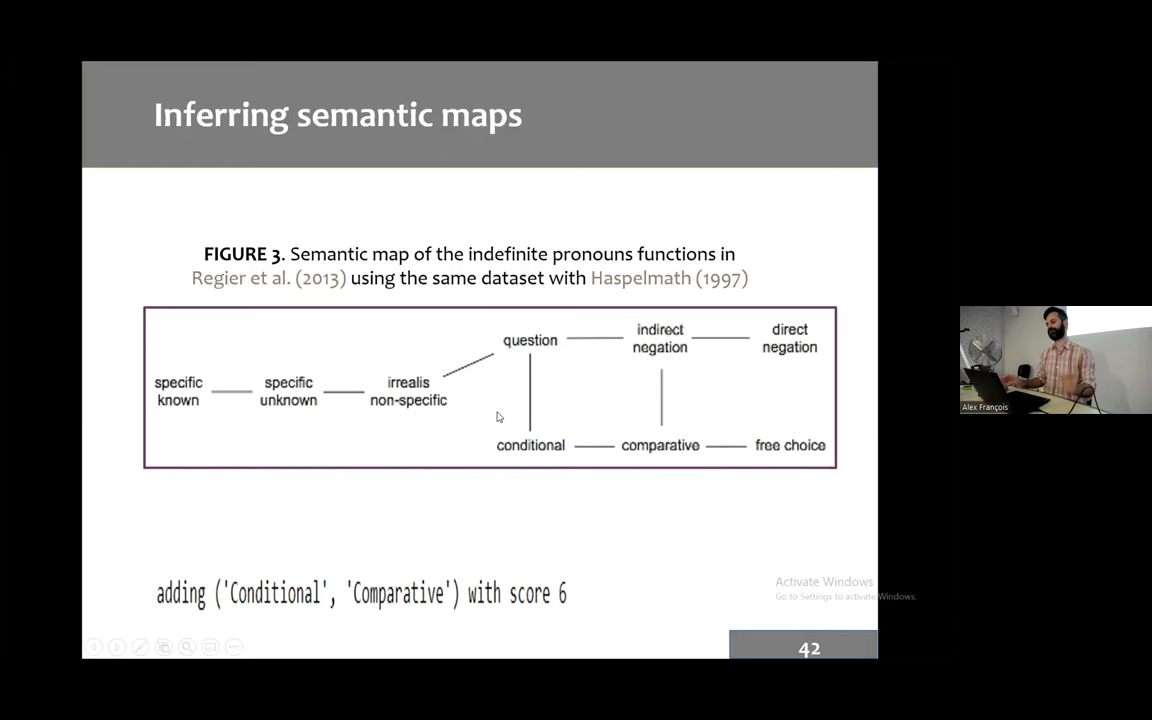 Inferring semantic maps
FIGURE 3. Semantic map of the indefinite pronouns functions in
Regier et al. (2013) using the same dataset with Haspelmath (1997)
specific
known
specific
unknown
irrealis
non-specific
question
indirect
negation
direct
negation
conditional
comparative
free choice
adding ('Conditional', 'Comparative') with score 6
Activate Windows
Go to Settings to activate Windows.
42
Alex François